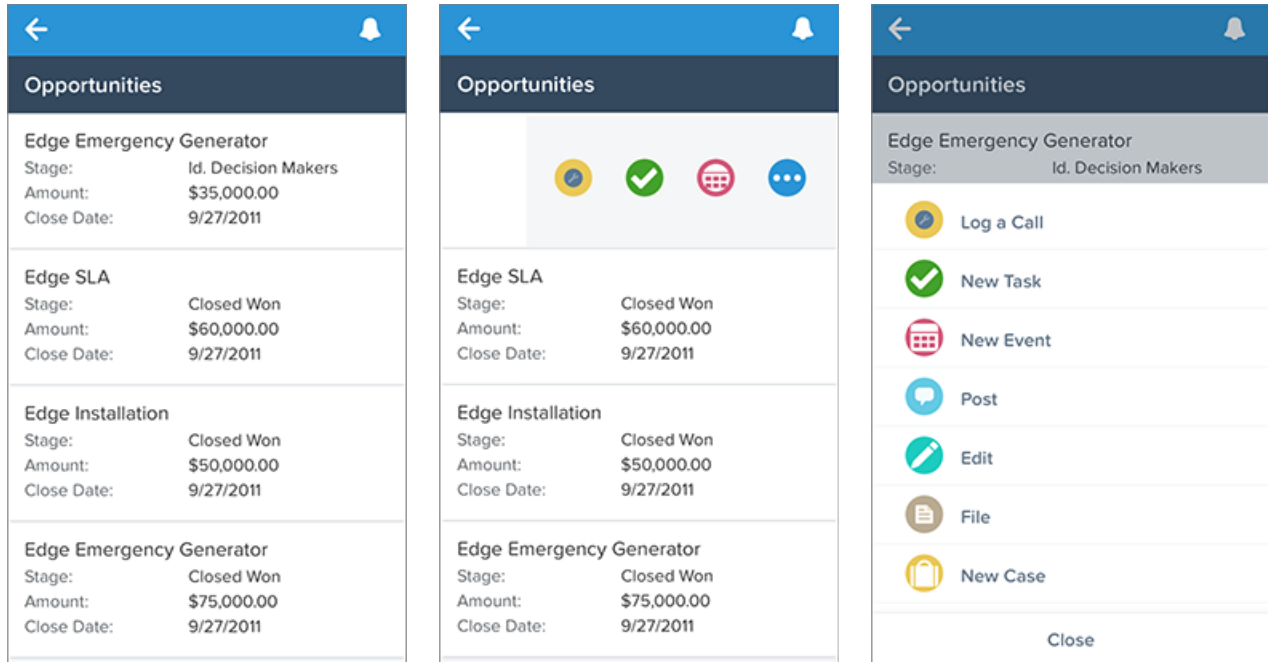 Opportunities
Edge Emergency Generator
Stage: Id. Decision Makers
Amount: $35,000.00
Close Date: 9/27/2011
Edge SLA
Stage: Closed Won
Amount: $60,000.00
Close Date: 9/27/2011
Edge Installation
Stage: Closed Won
Amount: $50,000.00
Close Date: 9/27/2011
Edge Emergency Generator
Stage: Closed Won
Amount: $75,000.00
Close Date: 9/27/2011
Opportunities
Edge SLA
Stage: Closed Won
Amount: $60,000.00
Close Date: 9/27/2011
Edge Installation
Stage: Closed Won
Amount: $50,000.00
Close Date: 9/27/2011
Edge Emergency Generator
Stage: Closed Won
Amount: $75,000.00
Close Date: 9/27/2011
Opportunities
Edge Emergency Generator
Stage: Id. Decision Makers
Log a Call
New Task
New Event
Post
Edit
File
New Case
Close